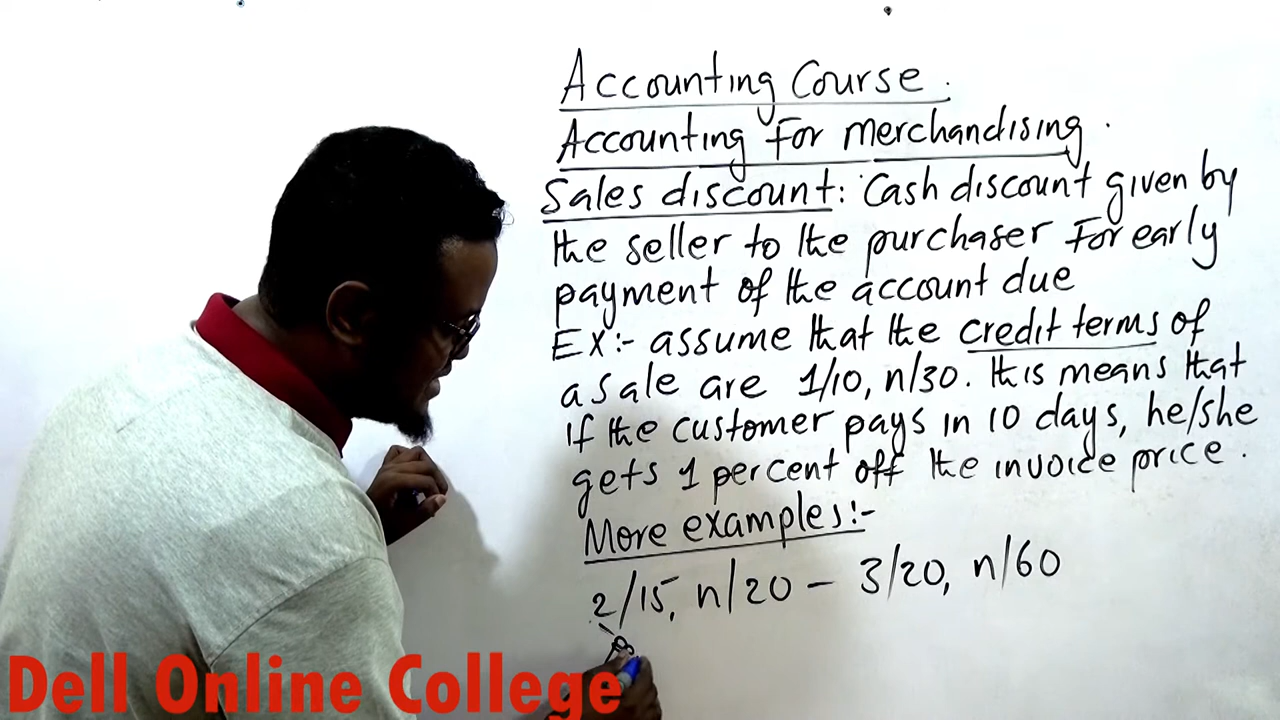 Accounting Course.
Accounting For Merchandising.
Sales discount: Cash discount given by
the seller to the purchaser For early
payment of the account due
Ex:- assume that the credit terms of
a sale are 1/10, n/30. this means that
if the customer pays in 10 days, he/she
gets 1 percent off the invoice price.
More examples:-
2/15, n/20 - 3/20, n/60
Dell Online College